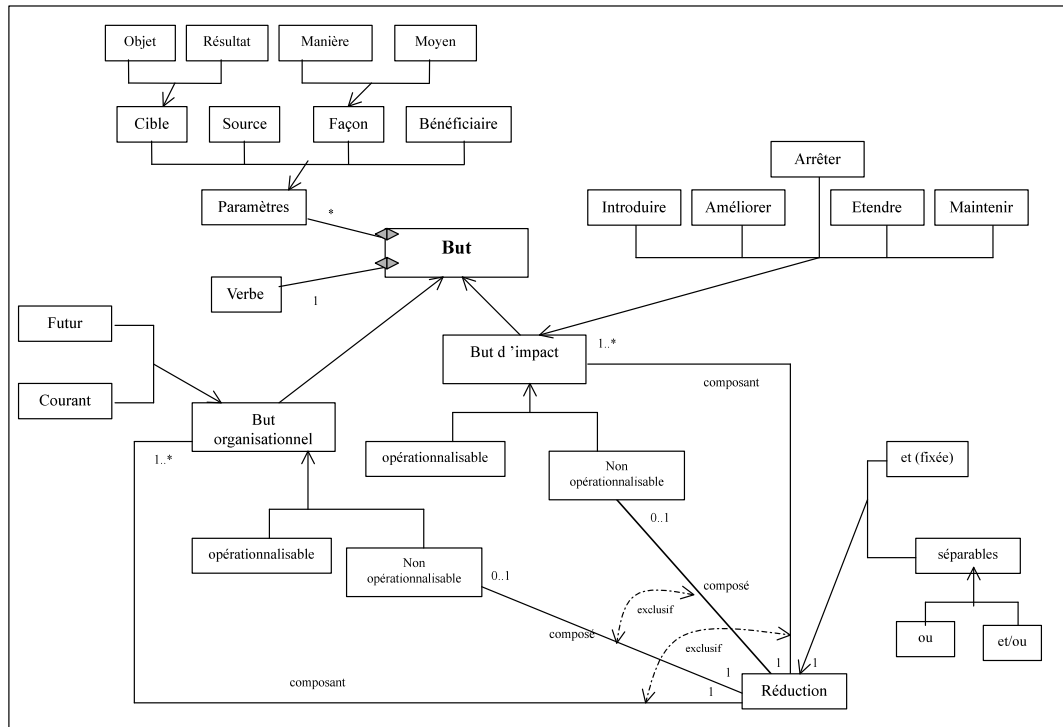 Objet
Résultat
Manière
Moyen
Cible
Source
Façon
Bénéficiaire
Arrêter
Paramètres
*
Introduire
Améliorer
Etendre
Maintenir
But
Verbe
1
Futur
But d ’impact
1..*
composant
Courant
But
organisationnel
1..*
opérationnalisable
Non
opérationnalisable
et (fixée)
0..1
opérationnalisable
Non
opérationnalisable
0..1
séparables
composé
exclusif
composé
ou
et/ou
exclusif
1
1
1
composant
1
Réduction